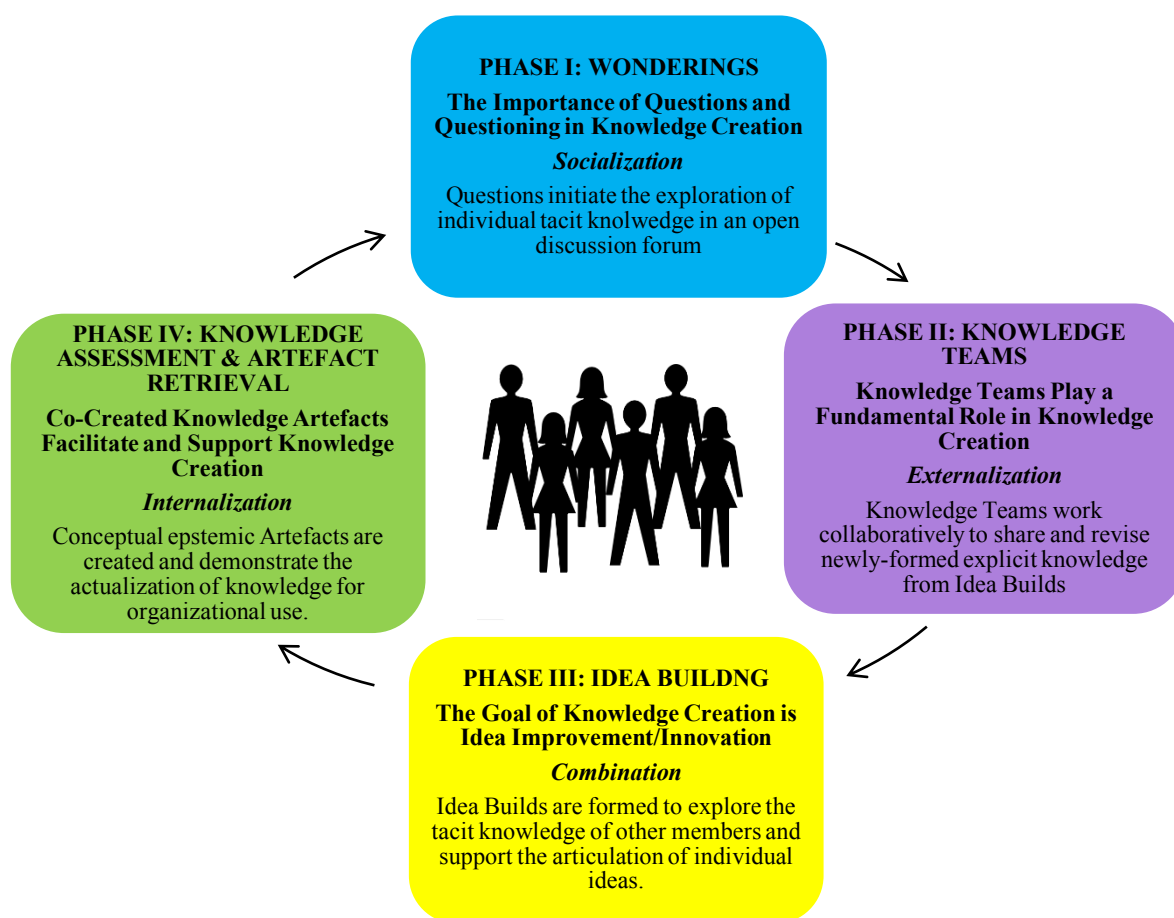 PHASE I: WONDERINGS
The Importance of Questions and
Questioning in Knowledge Creation
Socialization
Questions initiate the exploration of
individual tacit knolwedge in an open
discussion forum
PHASE II: KNOWLEDGE
TEAMS
Knowledge Teams Play a
Fundamental Role in Knowledge
Creation
Externalization
Knowledge Teams work
collaboratively to share and revise
newly-formed explicit knowledge
from Idea Builds
PHASE III: IDEA BUILDNG
The Goal of Knowledge Creation is
Idea Improvement/Innovation
Combination
Idea Builds are formed to explore the
tacit knowledge of other members and
support the articulation of individual
ideas.
PHASE IV: KNOWLEDGE
ASSESSMENT & ARTEFACT
RETRIEVAL
Co-Created Knowledge Artefacts
Facilitate and Support Knowledge
Creation
Internalization
Conceptual epstemic Artefacts are
created and demonstrate the
actualization of knowledge for
organizational use.